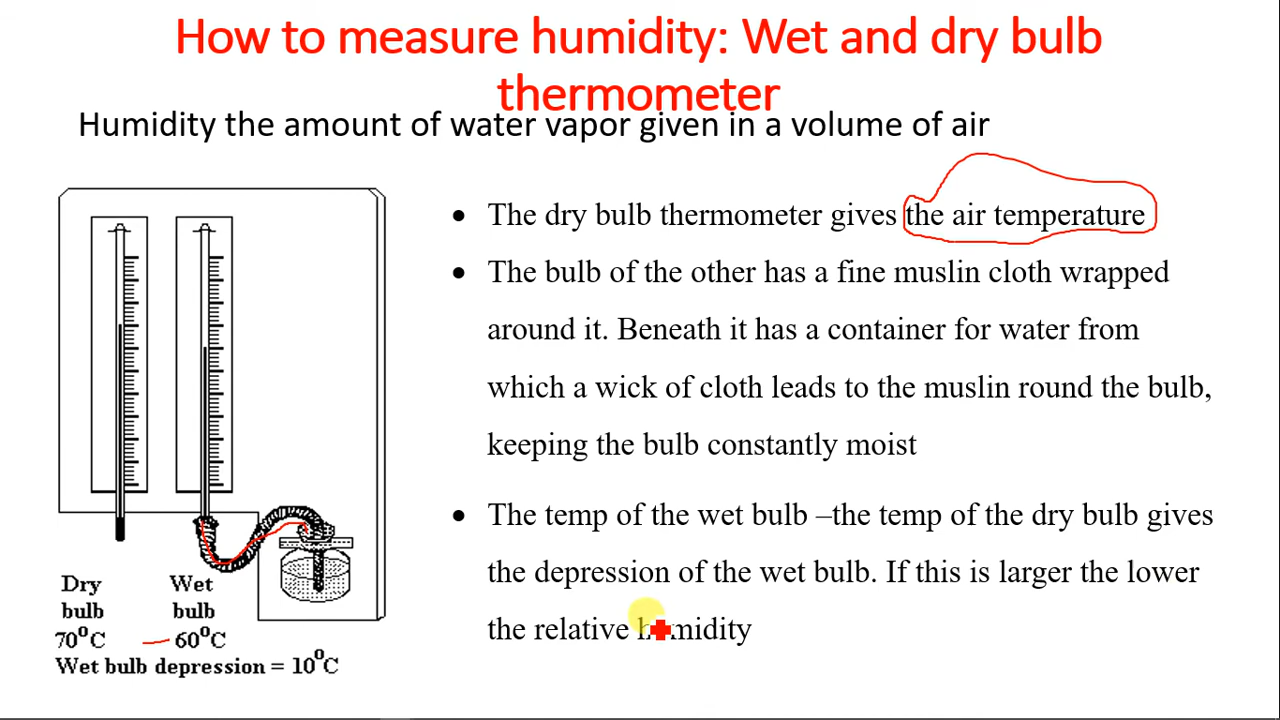 How to measure humidity: Wet and dry bulb
thermometer
Humidity the amount of water vapor given in a volume of air
• The dry bulb thermometer gives the air temperature
• The bulb of the other has a fine muslin cloth wrapped
around it. Beneath it has a container for water from
which a wick of cloth leads to the muslin round the bulb,
keeping the bulb constantly moist
• The temp of the wet bulb –the temp of the dry bulb gives
the depression of the wet bulb. If this is larger the lower
the relative humidity
Dry
bulb
70°C
Wet
bulb
60°C
Wet bulb depression = 10°C